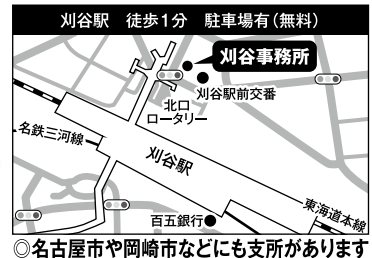 刈谷駅　徒歩1分　駐車場有（無料）
刈谷事務所
刈谷駅前交番
北口
ロータリー
名鉄三河線
刈谷駅
東海道本線
百五銀行
◎名古屋市や岡崎市などにも支所があります